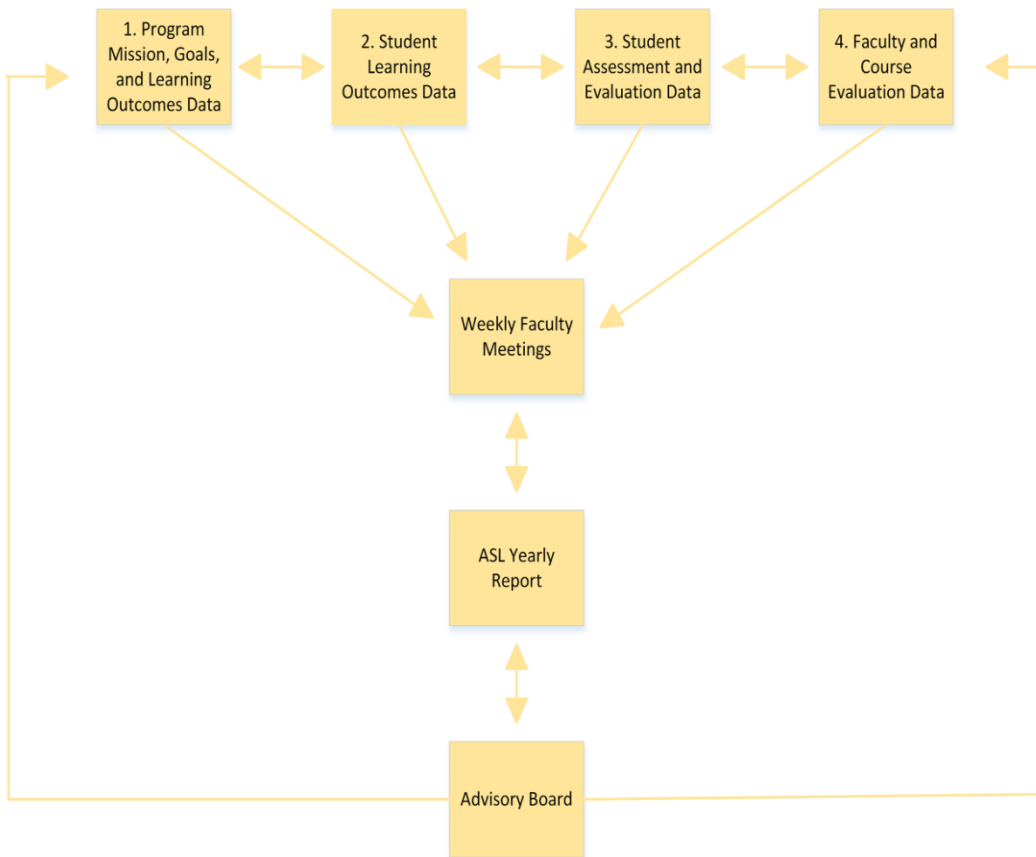 1. Program
Mission, Goals,
and Learning
Outcomes Data
2. Student
Learning
Outcomes Data
3. Student
Assessment and
Evaluation Data
4. Faculty and
Course
Evaluation Data
Weekly Faculty
Meetings
ASL Yearly
Report
Advisory Board